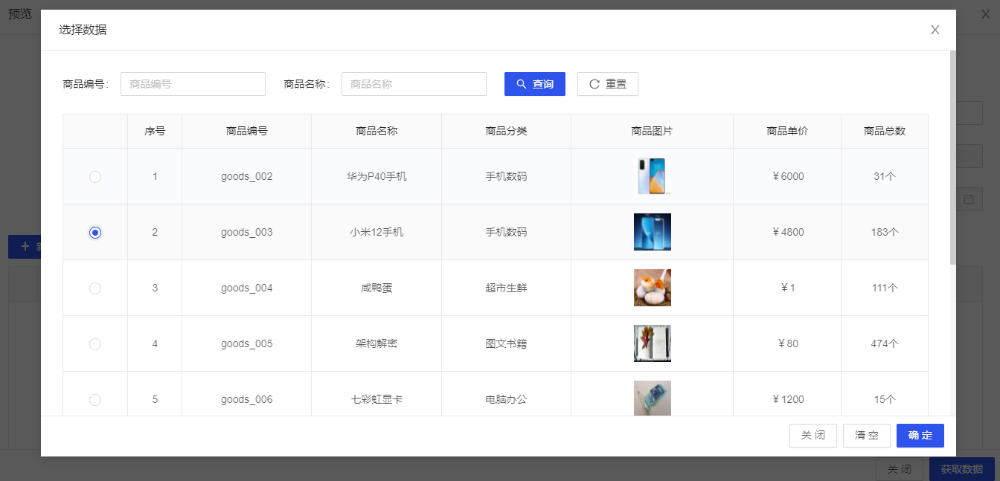 预览
选择数据
商品编号: 商品编号 商品名称: 商品名称 查询 重置
序号 商品编号 商品名称 商品分类 商品图片 商品单价 商品总数
1 goods_002 华为P40手机 手机数码 ￥6000 31个
2 goods_003 小米12手机 手机数码 ￥4800 183个
3 goods_004 咸鸭蛋 超市生鲜 ￥1 111个
4 goods_005 架构解密 图文书籍 ￥80 474个
5 goods_006 七彩虹显卡 电脑办公 ￥1200 15个
关 闭 清 空 确 定
关 闭 获取数据